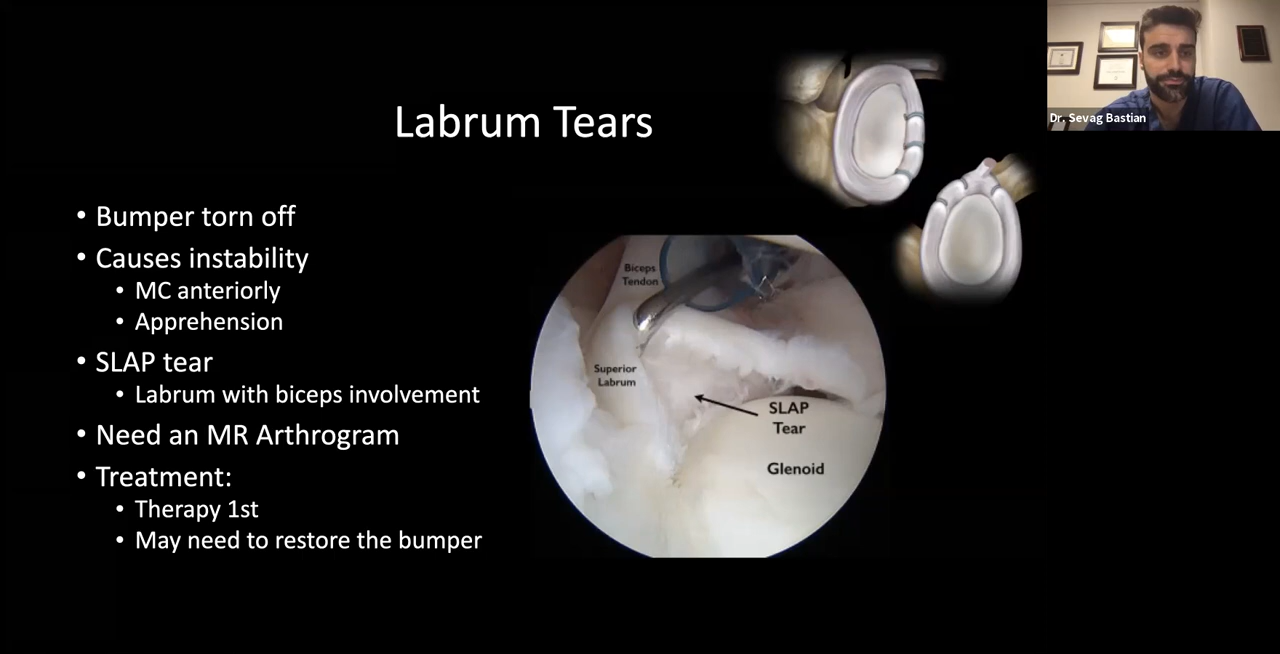 Labrum Tears
• Bumper torn off
• Causes instability
• MC anteriorly
• Apprehension
• SLAP tear
• Labrum with biceps involvement
• Need an MR Arthrogram
• Treatment:
• Therapy 1st
• May need to restore the bumper
Biceps
Tendon
Superior
Labrum
SLAP
Tear
Glenoid
Dr. Sevag Bastian